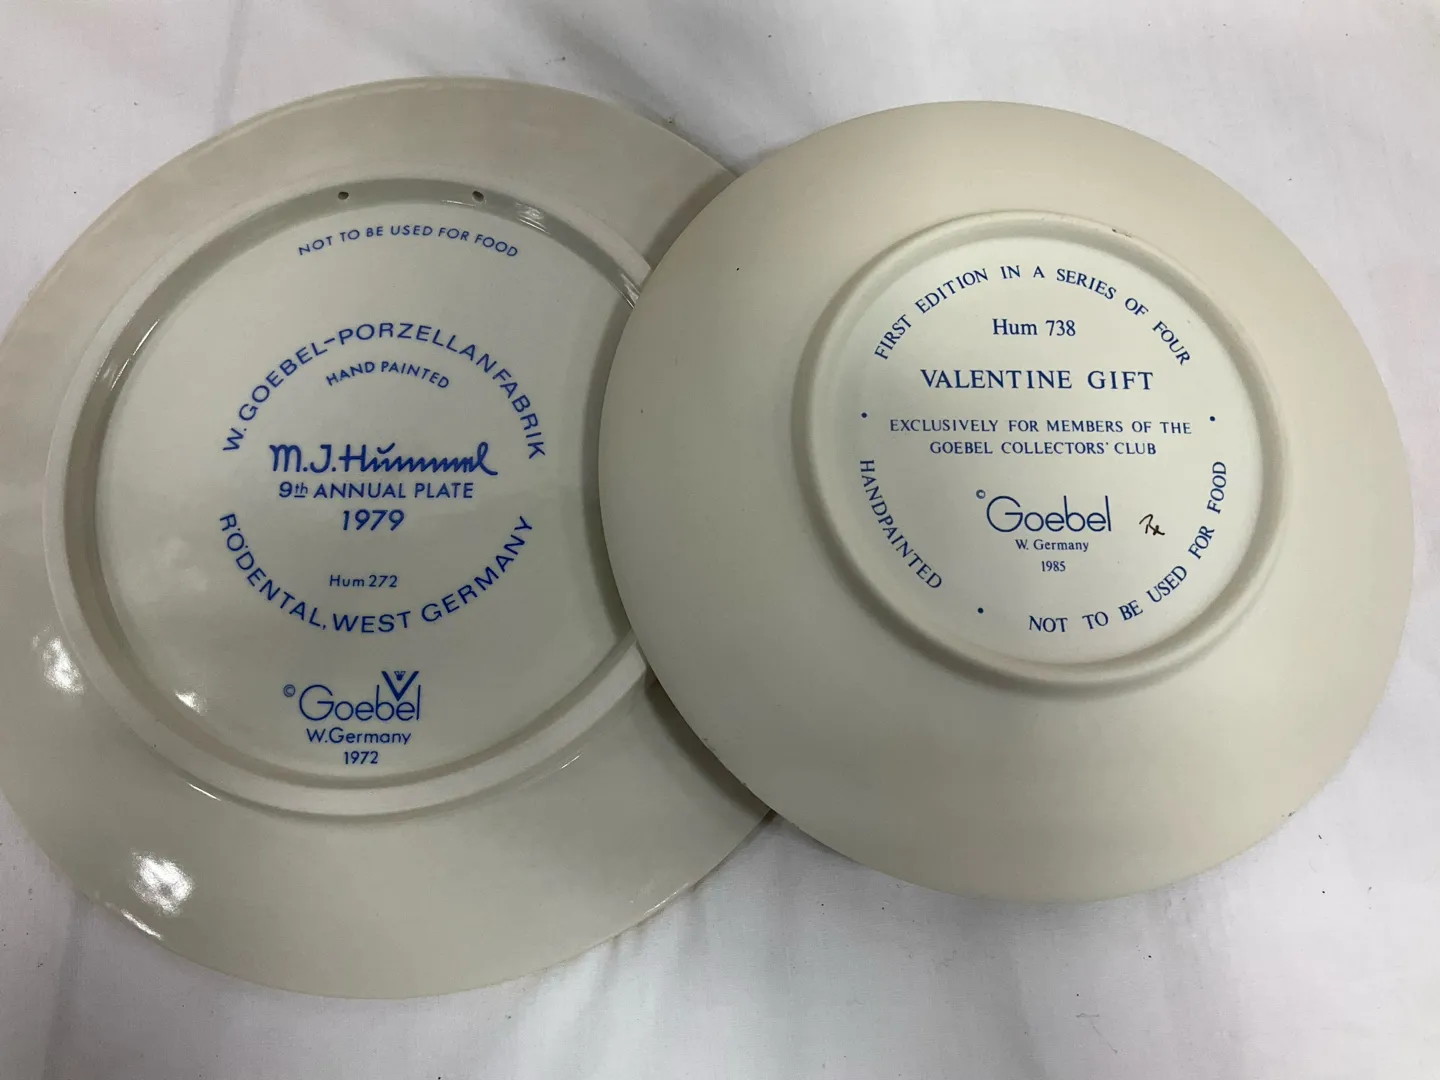 NOT TO BE USED FOR FOOD
W. GOEBEL-PORZELLANFABRIK
HAND PAINTED
M.J.Hummel
9th ANNUAL PLATE
1979
Hum 272
RÖDENTAL, WEST GERMANY
© Goebel
W.Germany
1972
FIRST EDITION IN A SERIES OF FOUR
Hum 738
VALENTINE GIFT
EXCLUSIVELY FOR MEMBERS OF THE
GOEBEL COLLECTORS' CLUB
© Goebel
W. Germany
1985
HANDPAINTED
NOT TO BE USED FOR FOOD